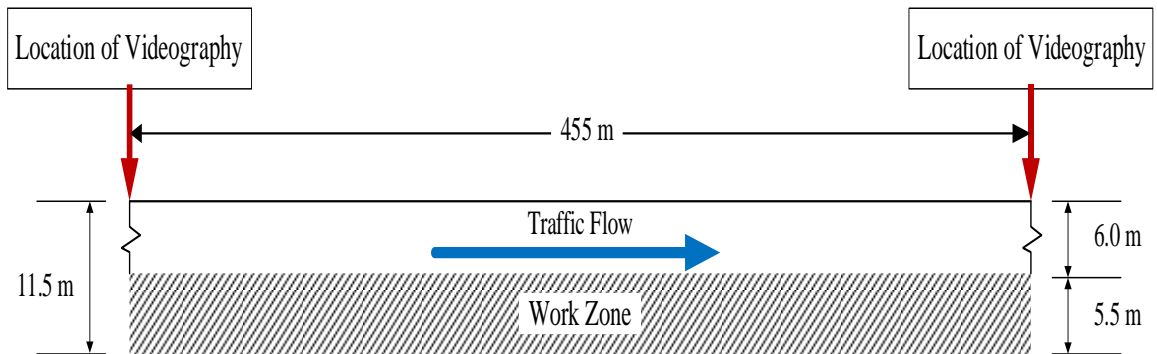 Location of Videography
Location of Videography
455 m
Traffic Flow
6.0 m
11.5 m
Work Zone
5.5 m